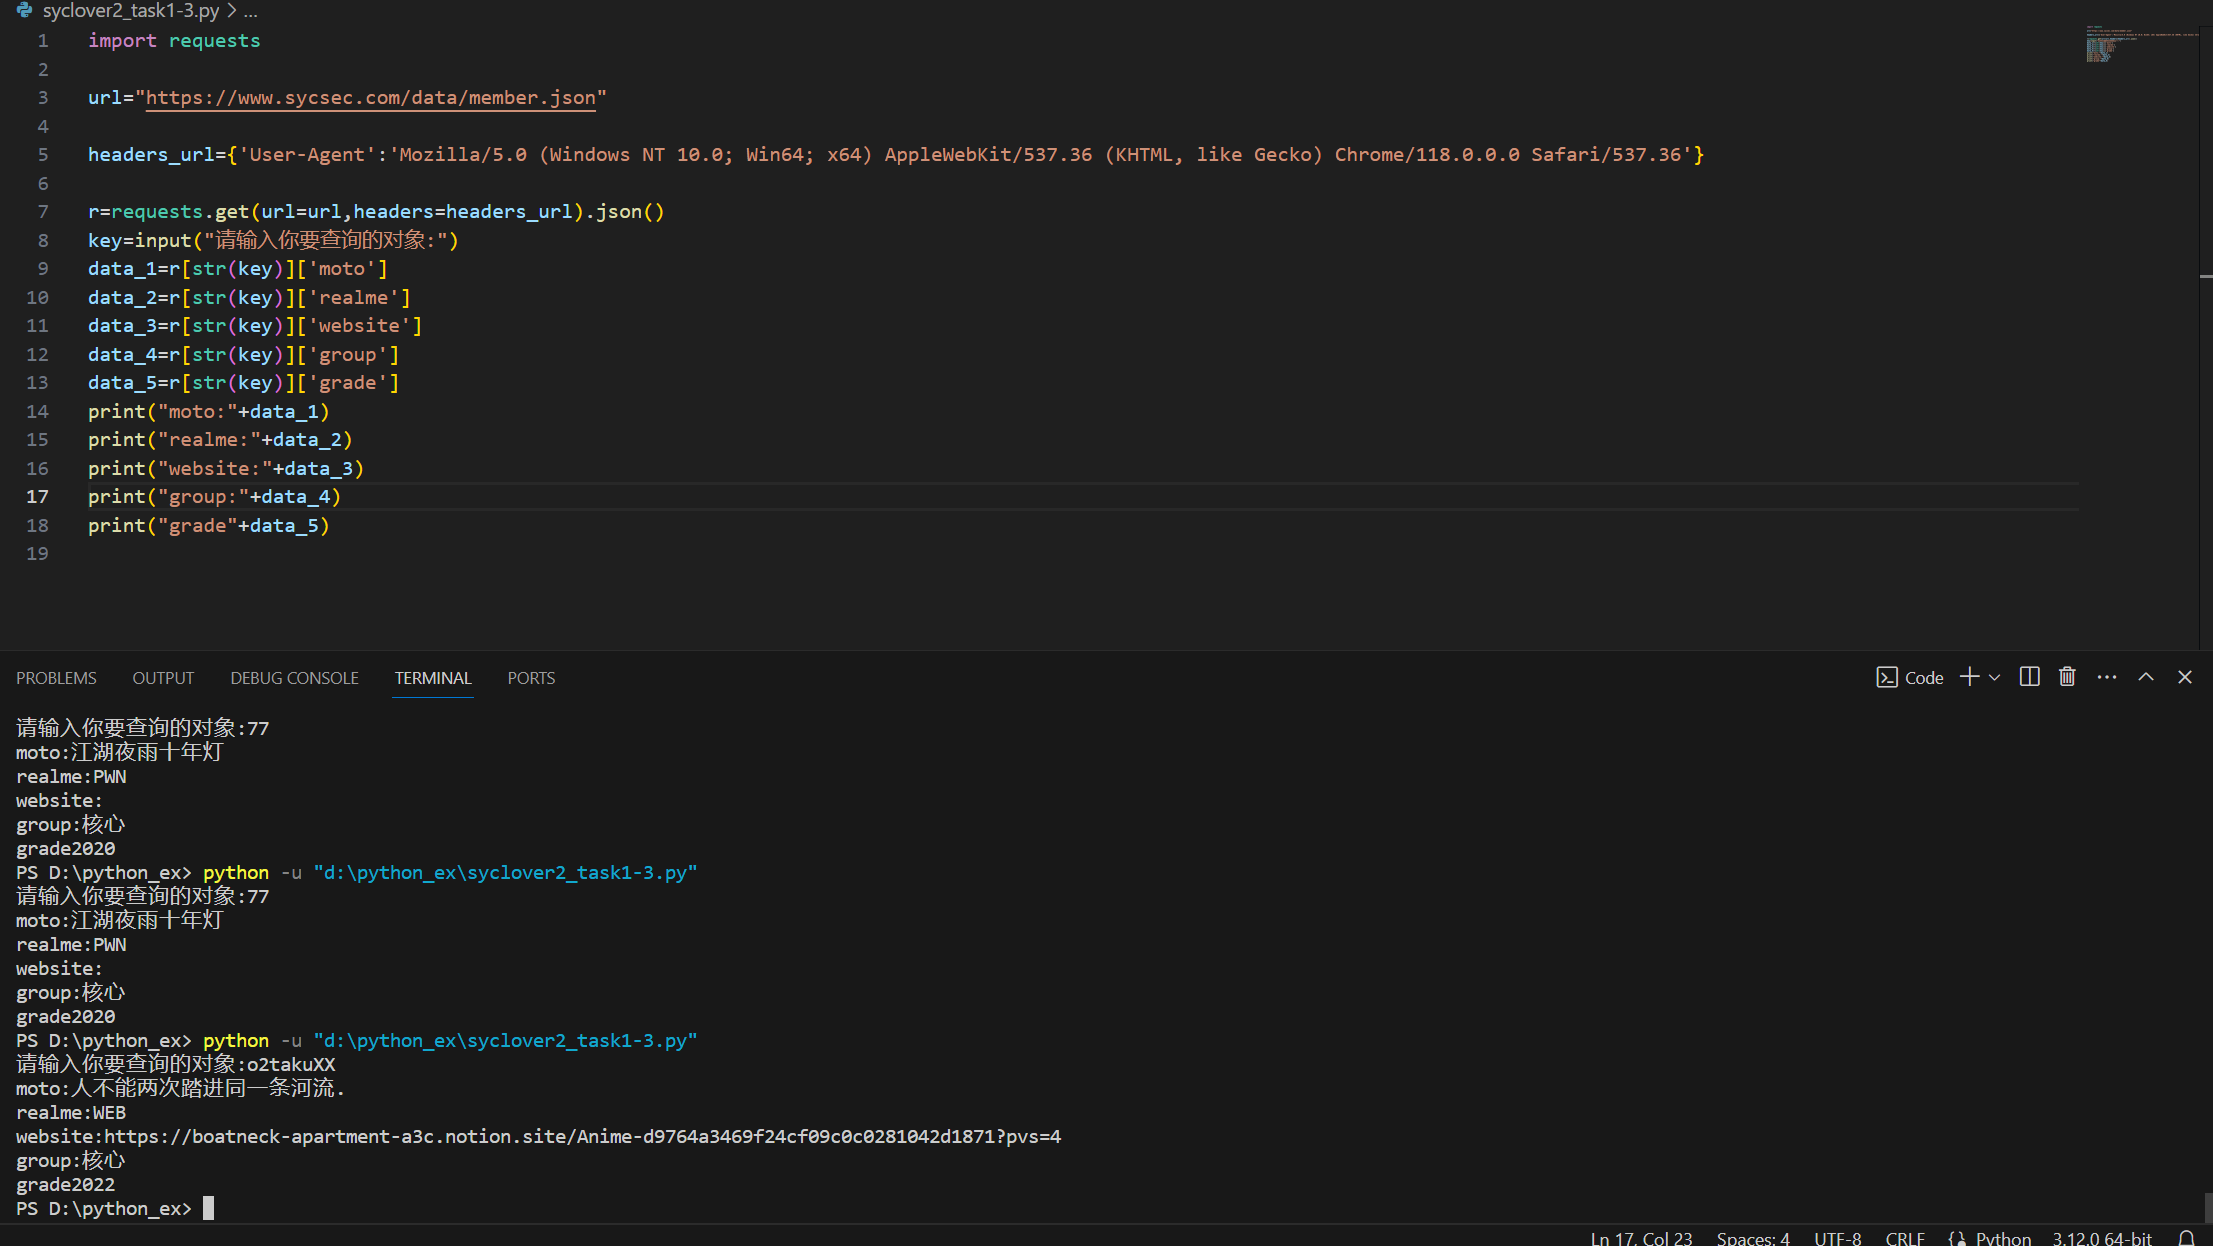 syclover2_task1-3.py > ...
1 import requests
2
3 url="https://www.sycsec.com/data/member.json"
4
5 headers_url={'User-Agent':'Mozilla/5.0 (Windows NT 10.0; Win64; x64) AppleWebKit/537.36 (KHTML, like Gecko) Chrome/118.0.0.0 Safari/537.36'}
6
7 r=requests.get(url=url,headers=headers_url).json()
8 key=input("请输入你要查询的对象:")
9 data_1=r[str(key)]['moto']
10 data_2=r[str(key)]['realme']
11 data_3=r[str(key)]['website']
12 data_4=r[str(key)]['group']
13 data_5=r[str(key)]['grade']
14 print("moto:"+data_1)
15 print("realme:"+data_2)
16 print("website:"+data_3)
17 print("group:"+data_4)
18 print("grade"+data_5)
19
PROBLEMS OUTPUT DEBUG CONSOLE TERMINAL PORTS Code
请输入你要查询的对象:77
moto:江湖夜雨十年灯
realme:PWN
website:
group:核心
grade2020
PS D:\python_ex> python -u "d:\python_ex\syclover2_task1-3.py"
请输入你要查询的对象:77
moto:江湖夜雨十年灯
realme:PWN
website:
group:核心
grade2020
PS D:\python_ex> python -u "d:\python_ex\syclover2_task1-3.py"
请输入你要查询的对象:o2takuXX
moto:人不能两次踏进同一条河流.
realme:WEB
website:https://boatneck-apartment-a3c.notion.site/Anime-d9764a3469f24cf09c0c0281042d1871?pvs=4
group:核心
grade2022
PS D:\python_ex>
Ln 17, Col 23 Spaces: 4 UTF-8 CRLF Python 3.12.0 64-bit